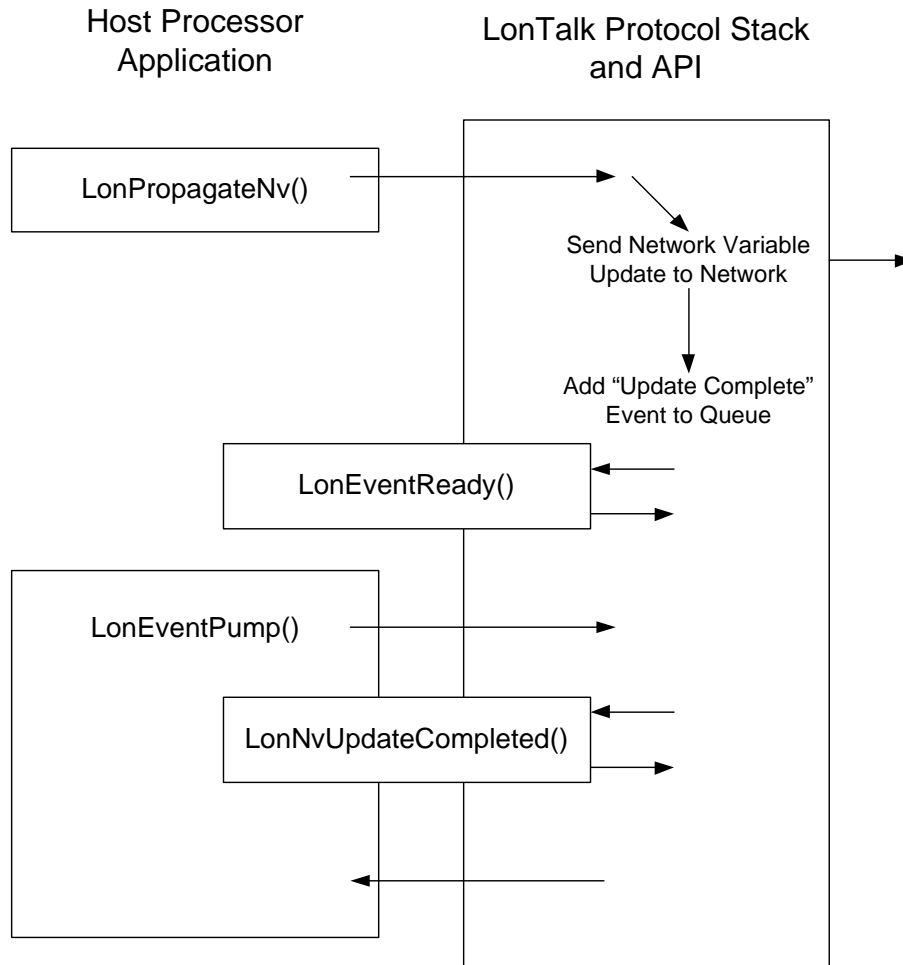 Host Processor
Application
LonTalk Protocol Stack
and API
LonPropagateNv()
Send Network Variable
Update to Network
Add “Update Complete”
Event to Queue
LonEventReady()
LonEventPump()
LonNvUpdateCompleted()